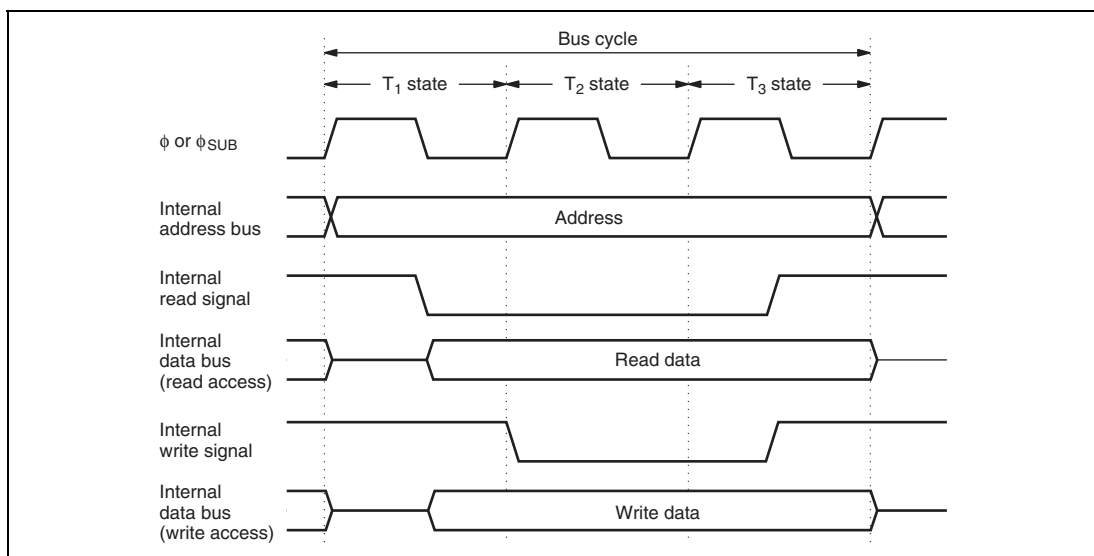 Bus cycle
T1 state T2 state T3 state
φ or φSUB
Internal
address bus
Address
Internal
read signal
Internal
data bus
(read access)
Read data
Internal
write signal
Internal
data bus
(write access)
Write data